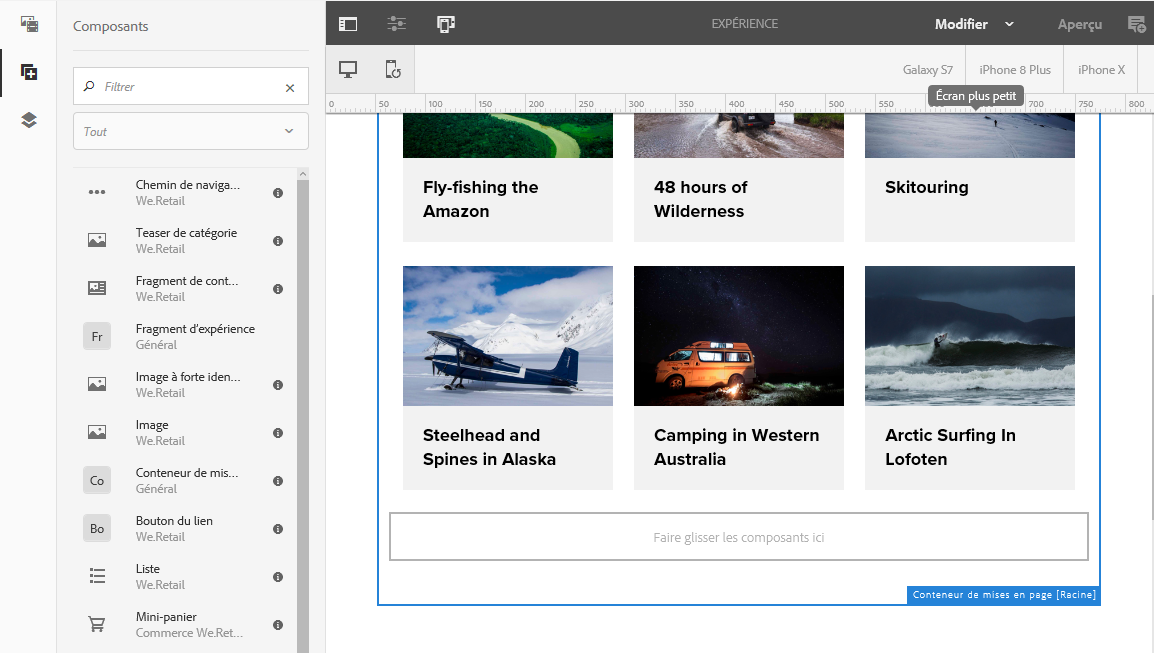 Composants
EXPÉRIENCE
Modifier
Aperçu
Filtrer
Tout
Galaxy S7
iPhone 8 Plus
iPhone X
Écran plus petit
0 50 100 150 200 250 300 350 400 450 500 550 700 750 800
Chemin de naviga...
We.Retail
Teaser de catégorie
We.Retail
Fragment de cont...
We.Retail
Fr
Fragment d'expérience
Général
Image à forte iden...
We.Retail
Image
We.Retail
Co
Conteneur de mis...
Général
Bo
Bouton du lien
We.Retail
Liste
We.Retail
Mini-panier
Commerce We.Ret...
Fly-fishing the
Amazon
48 hours of
Wilderness
Skitouring
Steelhead and
Spines in Alaska
Camping in Western
Australia
Arctic Surfing In
Lofoten
Faire glisser les composants ici
Conteneur de mises en page [Racine]